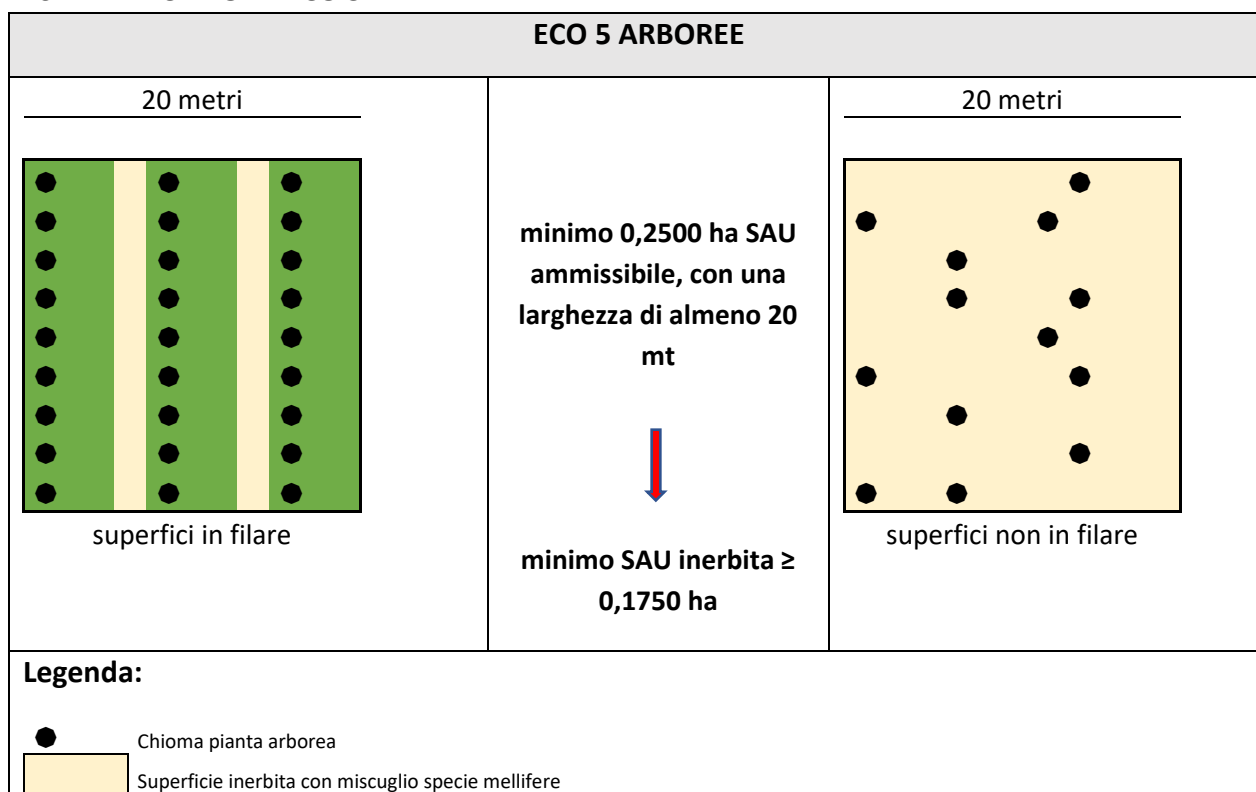 ECO 5 ARBOREE
20 metri
superfici in filare
minimo 0,2500 ha SAU
ammissibile, con una
larghezza di almeno 20
mt
minimo SAU inerbita ≥
0,1750 ha
20 metri
superfici non in filare
Legenda:
Chioma pianta arborea
Superficie inerbita con miscuglio specie mellifere